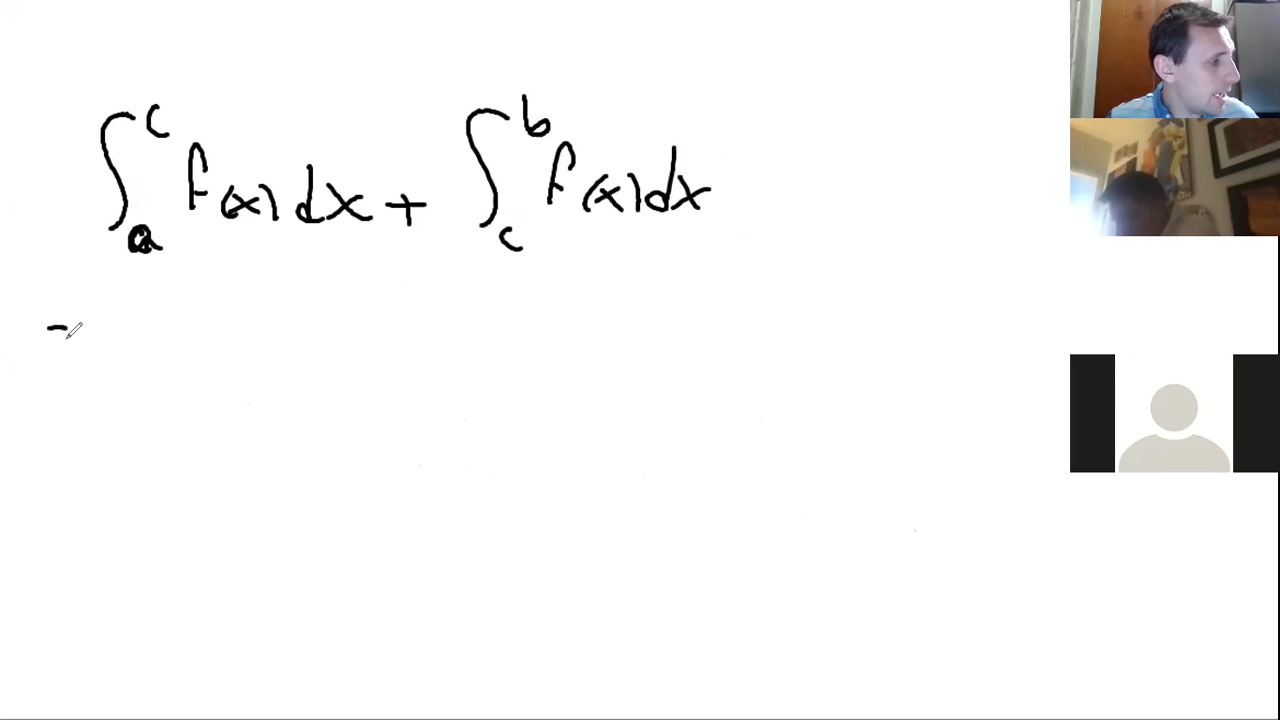 ∫_a^c f(x) dx + ∫_c^b f(x) dx
-